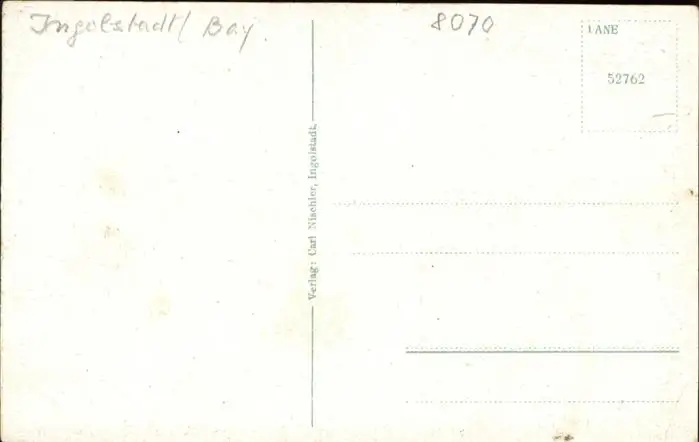 Ingolstadt/ Bay.
8070
LANE
52762
Verlag: Carl Nischler, Ingolstadt.